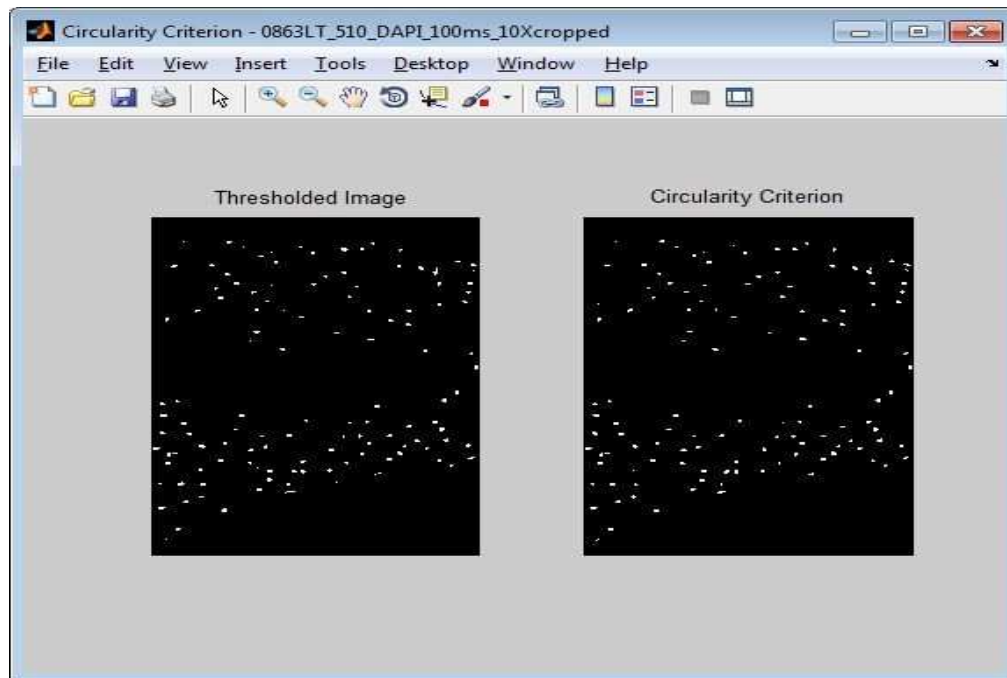 Circularity Criterion - 0863LT_510_DAPI_100ms_10Xcropped
File Edit View Insert Tools Desktop Window Help
Thresholded Image
Circularity Criterion